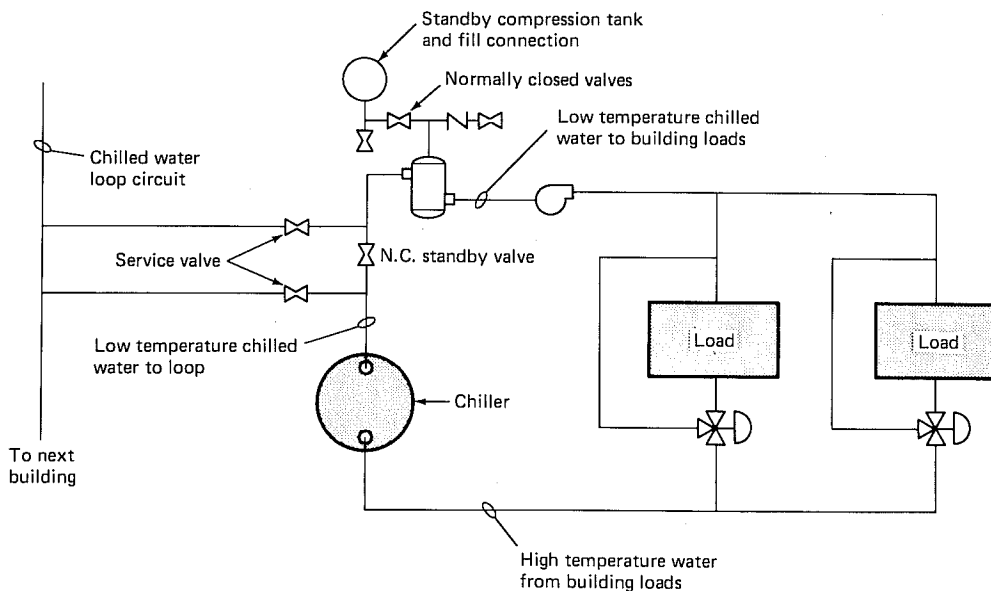 Standby compression tank
and fill connection
Normally closed valves
Low temperature chilled
water to building loads
Chilled water
loop circuit
Service valve
N.C. standby valve
Load
Load
Low temperature chilled
water to loop
Chiller
To next
building
High temperature water
from building loads